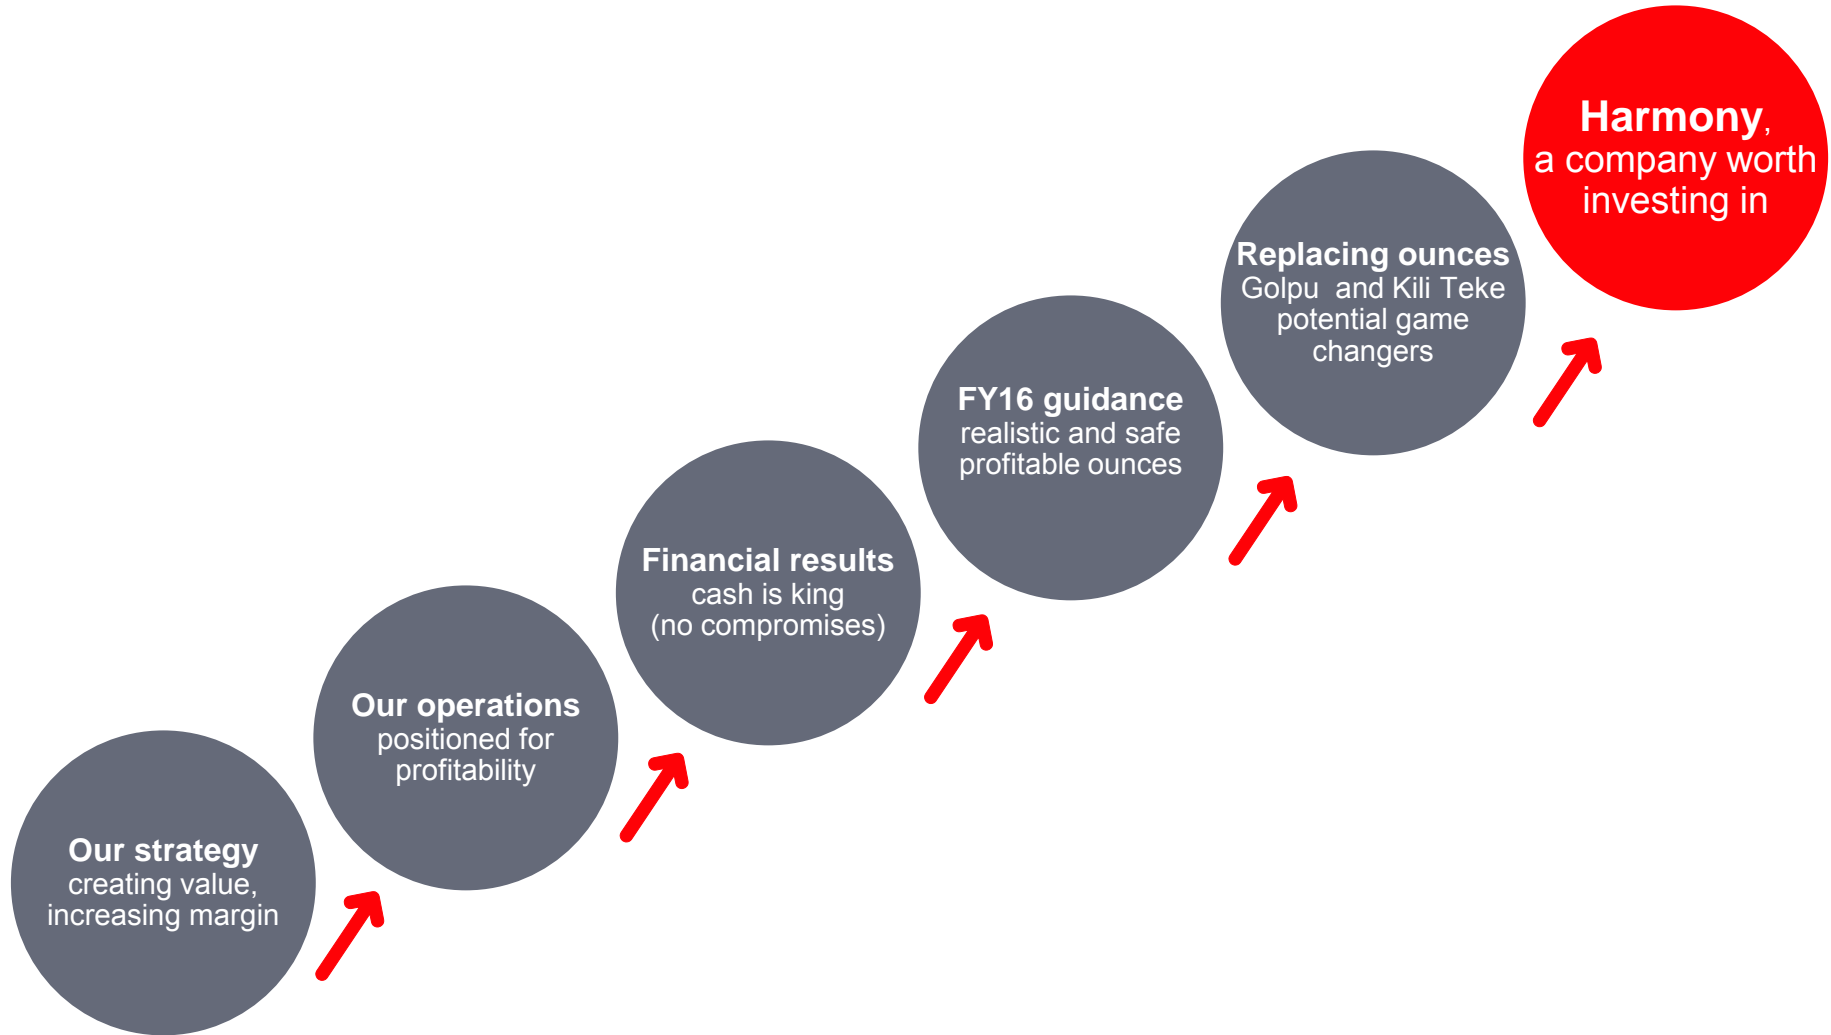 Harmony,
a company worth
investing in
Replacing ounces
Golpu and Kili Teke
potential game
changers
FY16 guidance
realistic and safe
profitable ounces
Financial results
cash is king
(no compromises)
Our operations
positioned for
profitability
Our strategy
creating value,
increasing margin